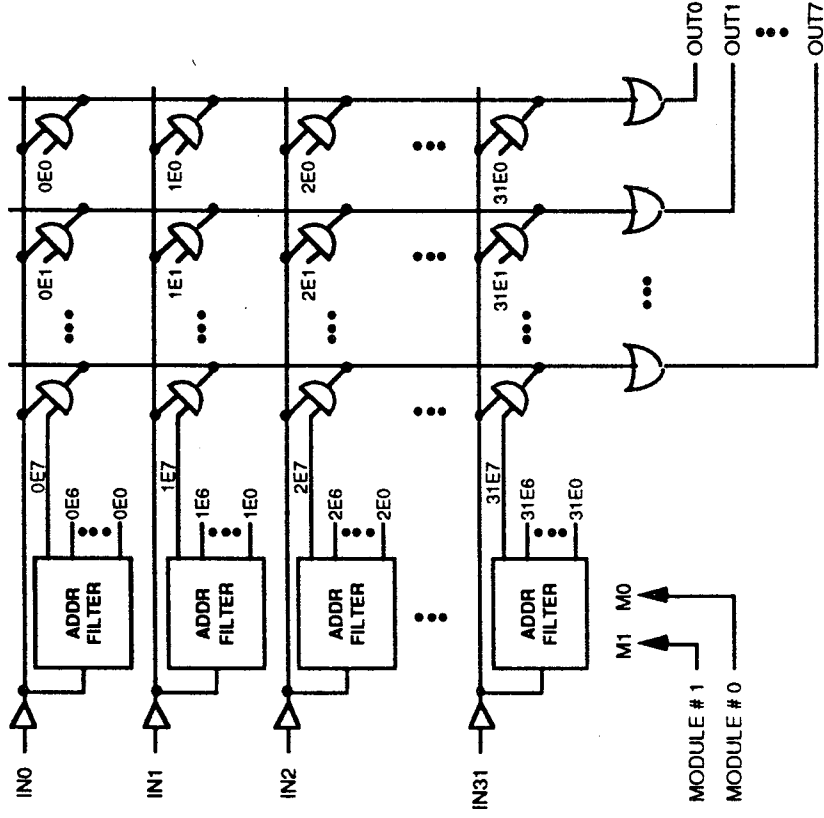 OUT0
OUT1
OUT7
0E0
1E0
2E0
31E0
0E1
1E1
2E1
31E1
0E7
1E7
2E7
31E7
0E6
0E0
1E6
1E0
2E6
2E0
31E6
31E0
ADDR
FILTER
ADDR
FILTER
ADDR
FILTER
ADDR
FILTER
M1
M0
IN0
IN1
IN2
IN31
MODULE # 1
MODULE # 0